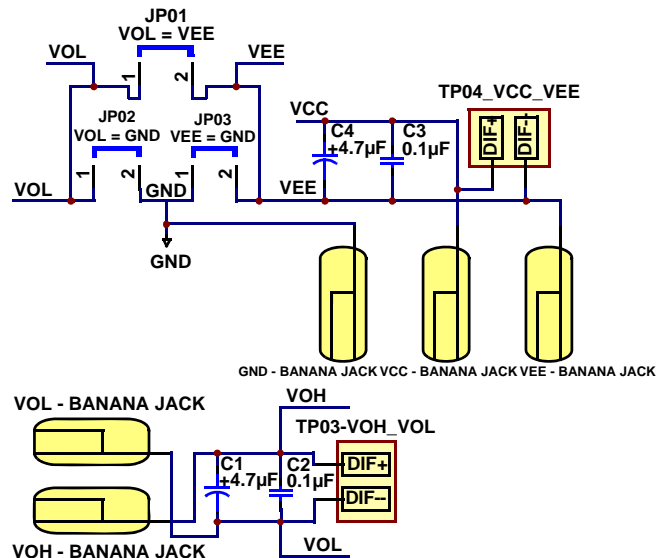 JP01
VOL = VEE
VOL
VEE
1
2
JP02
VOL = GND
JP03
VEE = GND
1
2
1
2
VOL
GND
GND
VCC
C4
+4.7µF
C3
0.1µF
VEE
TP04_VCC_VEE
DIF+
DIF-
GND - BANANA JACK
VCC - BANANA JACK
VEE - BANANA JACK
VOL - BANANA JACK
VOH
TP03-VOH_VOL
C1
+4.7µF
C2
0.1µF
DIF+
DIF--
VOH - BANANA JACK
VOL